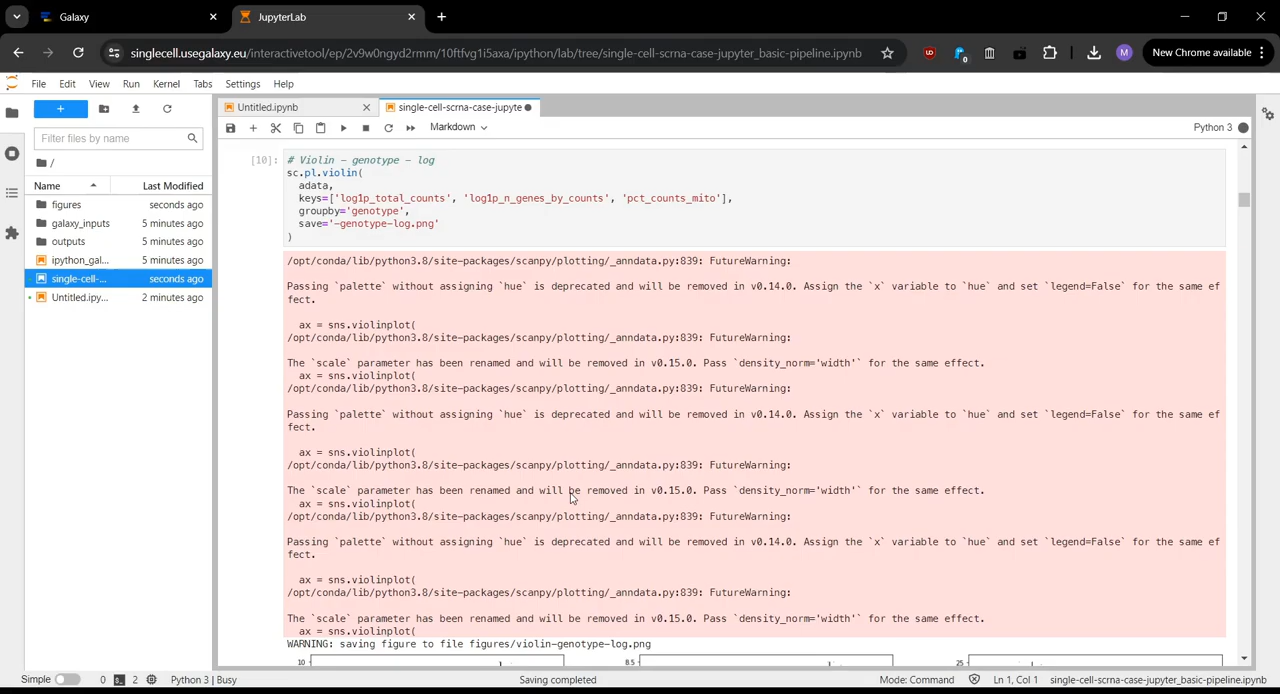 Galaxy
JupyterLab
singlecell.usegalaxy.eu/interactivetool/ep/2v9w0ngyd2rmm/10ftfvg1i5axa/ipython/lab/tree/single-cell-scrna-case-jupyter_basic-pipeline.ipynb
0
M
New Chrome available
File Edit View Run Kernel Tabs Settings Help
Untitled.ipynb
single-cell-scrna-case-jupyte
Filter files by name
Markdown
Python 3
/
Name Last Modified
figures seconds ago
galaxy_inputs 5 minutes ago
outputs 5 minutes ago
ipython_gal... 5 minutes ago
single-cell-... seconds ago
Untitled.ipy... 2 minutes ago
[10]: # Violin - genotype - log
sc.pl.violin(
adata,
keys=['log1p_total_counts', 'log1p_n_genes_by_counts', 'pct_counts_mito'],
groupby='genotype',
save='-genotype-log.png'
)
/opt/conda/lib/python3.8/site-packages/scanpy/plotting/_anndata.py:839: FutureWarning:
Passing `palette` without assigning `hue` is deprecated and will be removed in v0.14.0. Assign the `x` variable to `hue` and set `legend=False` for the same ef
fect.
ax = sns.violinplot(
/opt/conda/lib/python3.8/site-packages/scanpy/plotting/_anndata.py:839: FutureWarning:
The `scale` parameter has been renamed and will be removed in v0.15.0. Pass `density_norm='width'` for the same effect.
ax = sns.violinplot(
/opt/conda/lib/python3.8/site-packages/scanpy/plotting/_anndata.py:839: FutureWarning:
Passing `palette` without assigning `hue` is deprecated and will be removed in v0.14.0. Assign the `x` variable to `hue` and set `legend=False` for the same ef
fect.
ax = sns.violinplot(
/opt/conda/lib/python3.8/site-packages/scanpy/plotting/_anndata.py:839: FutureWarning:
The `scale` parameter has been renamed and will be removed in v0.15.0. Pass `density_norm='width'` for the same effect.
ax = sns.violinplot(
/opt/conda/lib/python3.8/site-packages/scanpy/plotting/_anndata.py:839: FutureWarning:
Passing `palette` without assigning `hue` is deprecated and will be removed in v0.14.0. Assign the `x` variable to `hue` and set `legend=False` for the same ef
fect.
ax = sns.violinplot(
/opt/conda/lib/python3.8/site-packages/scanpy/plotting/_anndata.py:839: FutureWarning:
The `scale` parameter has been renamed and will be removed in v0.15.0. Pass `density_norm='width'` for the same effect.
ax = sns.violinplot(
WARNING: saving figure to file figures/violin-genotype-log.png
10 8.5 25
Simple 0 2 Python 3 | Busy Saving completed Mode: Command Ln 1, Col 1 single-cell-scrna-case-jupyter_basic-pipeline.ipynb